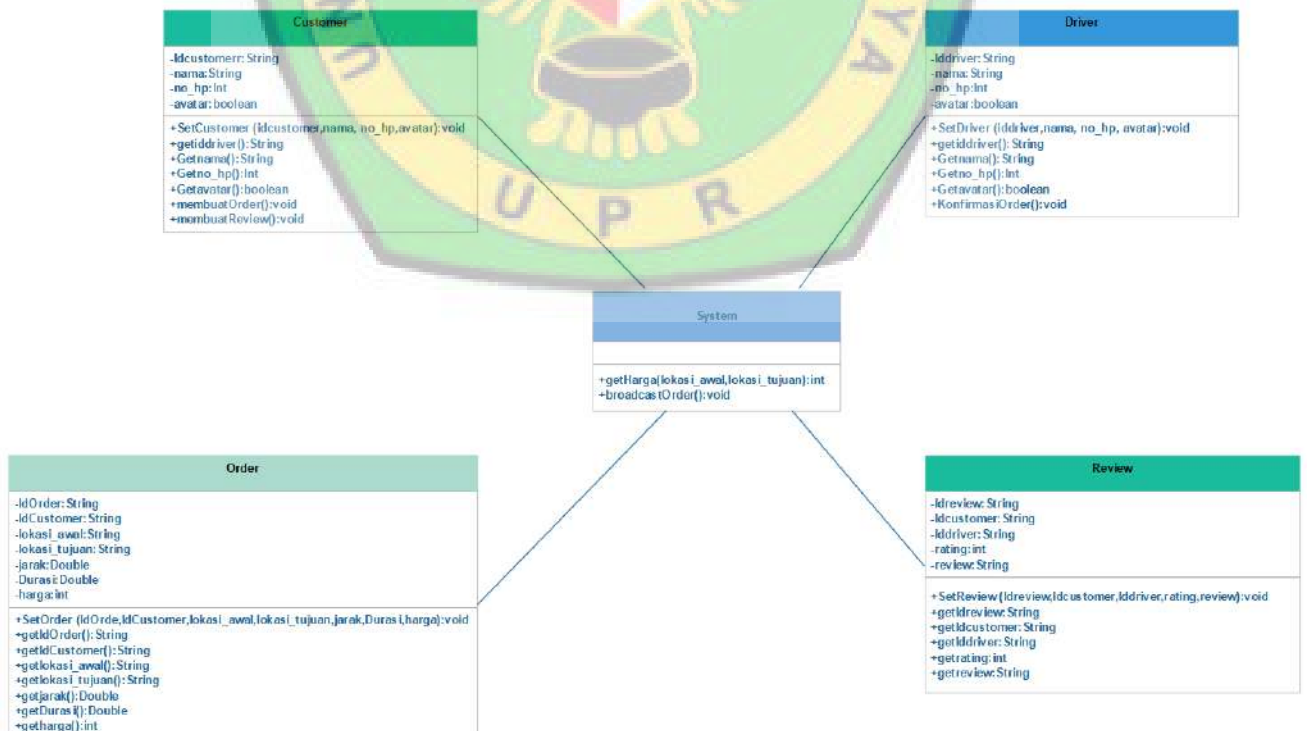 Customer
-Idcustomerr: String
-nama: String
-no_hp:Int
-avatar: boolean
+SetCustomer (idcustomer,nama, no_hp,avatar):void
+getiddriver():String
+Getnama():String
+Getno_hp():Int
+Getavatar():boolean
+membuatOrder():void
+membuatReview():void
Driver
-Iddriver: String
-nama: String
-no_hp:Int
-avatar:boolean
+SetDriver (iddriver,nama, no_hp, avatar):void
+getiddriver(): String
+Getnama(): String
+Getno_hp():Int
+Getavatar():boolean
+KonfirmasiOrder():void
UNU
YA
U P R
System
+getHarga(lokasi_awal,lokasi_tujuan):int
+broadcastOrder():void
Order
-IdOrder: String
-IdCustomer: String
-lokasi_awal:String
-lokasi_tujuan: String
-jarak:Double
-Durasi:Double
-harga:int
+SetOrder (IdOrde,IdCustomer,lokasi_awal,lokasi_tujuan,jarak,Durasi,harga):void
+getIdOrder(): String
+getIdCustomer(): String
+getlokasi_awal(): String
+getlokasi_tujuan(): String
+getjarak():Double
+getDurasi():Double
+getharga():int
Review
-Idreview: String
-Idcustomer: String
-Iddriver: String
-rating:int
-review: String
+SetReview(Idreview,Idcustomer,Iddriver,rating,review):void
+getIdreview: String
+getIdcustomer: String
+getIddriver: String
+getrating:int
+getreview:String